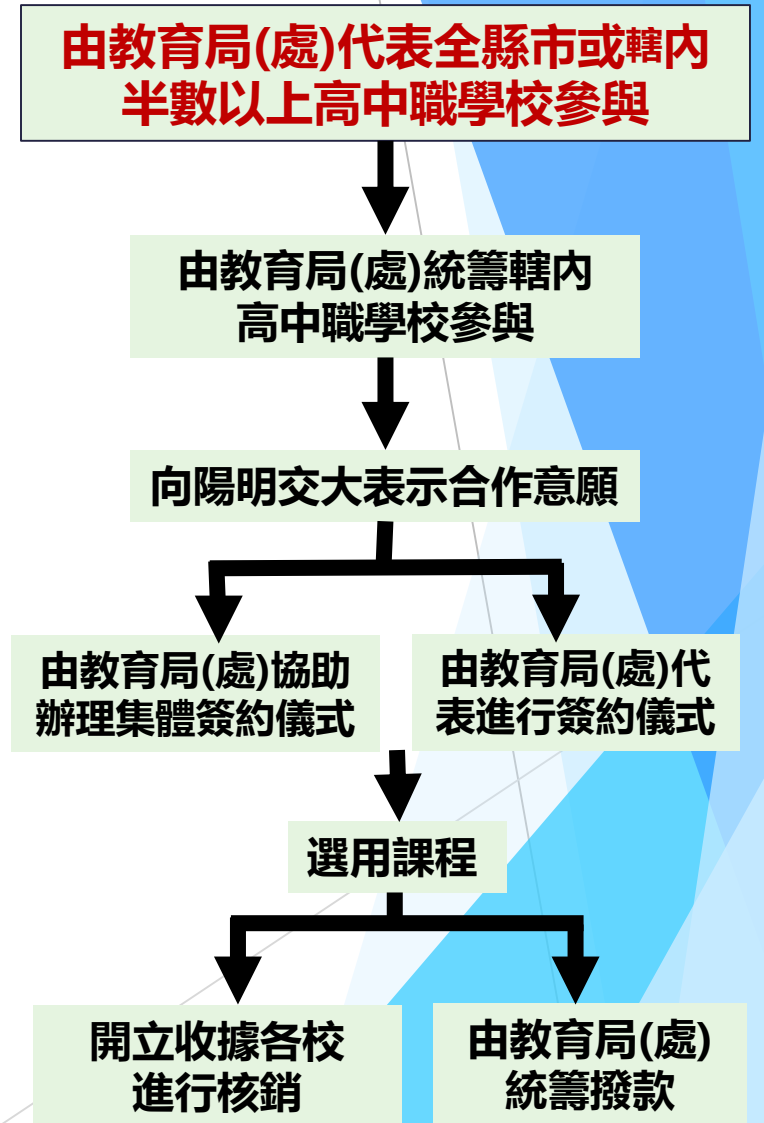 由教育局(處)代表全縣市或轄內
半數以上高中職學校參與
由教育局(處)統籌轄內
高中職學校參與
向陽明交大表示合作意願
由教育局(處)協助
辦理集體簽約儀式
由教育局(處)代
表進行簽約儀式
選用課程
開立收據各校
進行核銷
由教育局(處)
統籌撥款